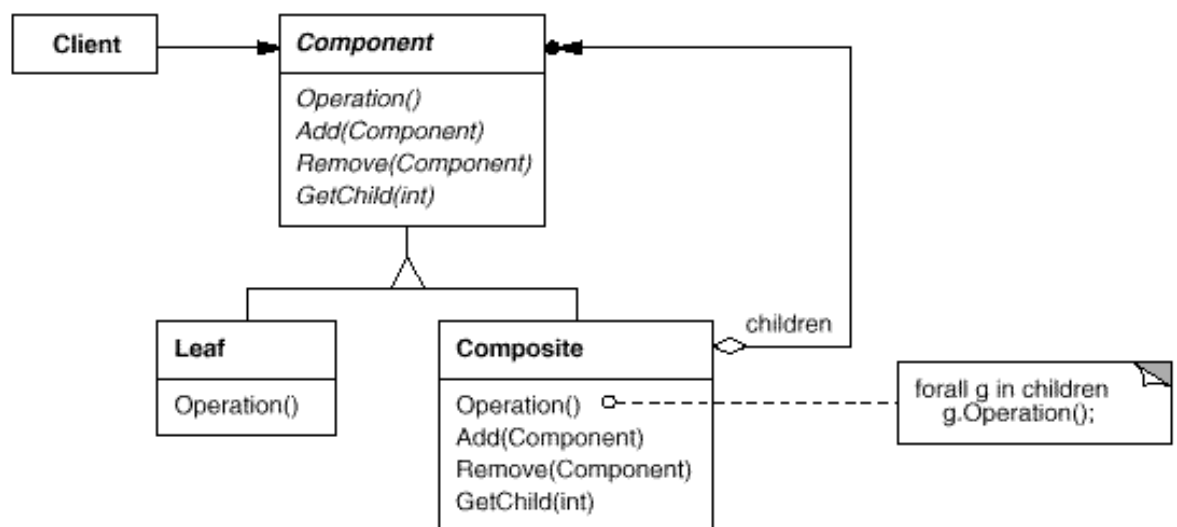 Client
Component
Operation()
Add(Component)
Remove(Component)
GetChild(int)
Leaf
Operation()
Composite
Operation()
Add(Component)
Remove(Component)
GetChild(int)
children
forall g in children
g.Operation();